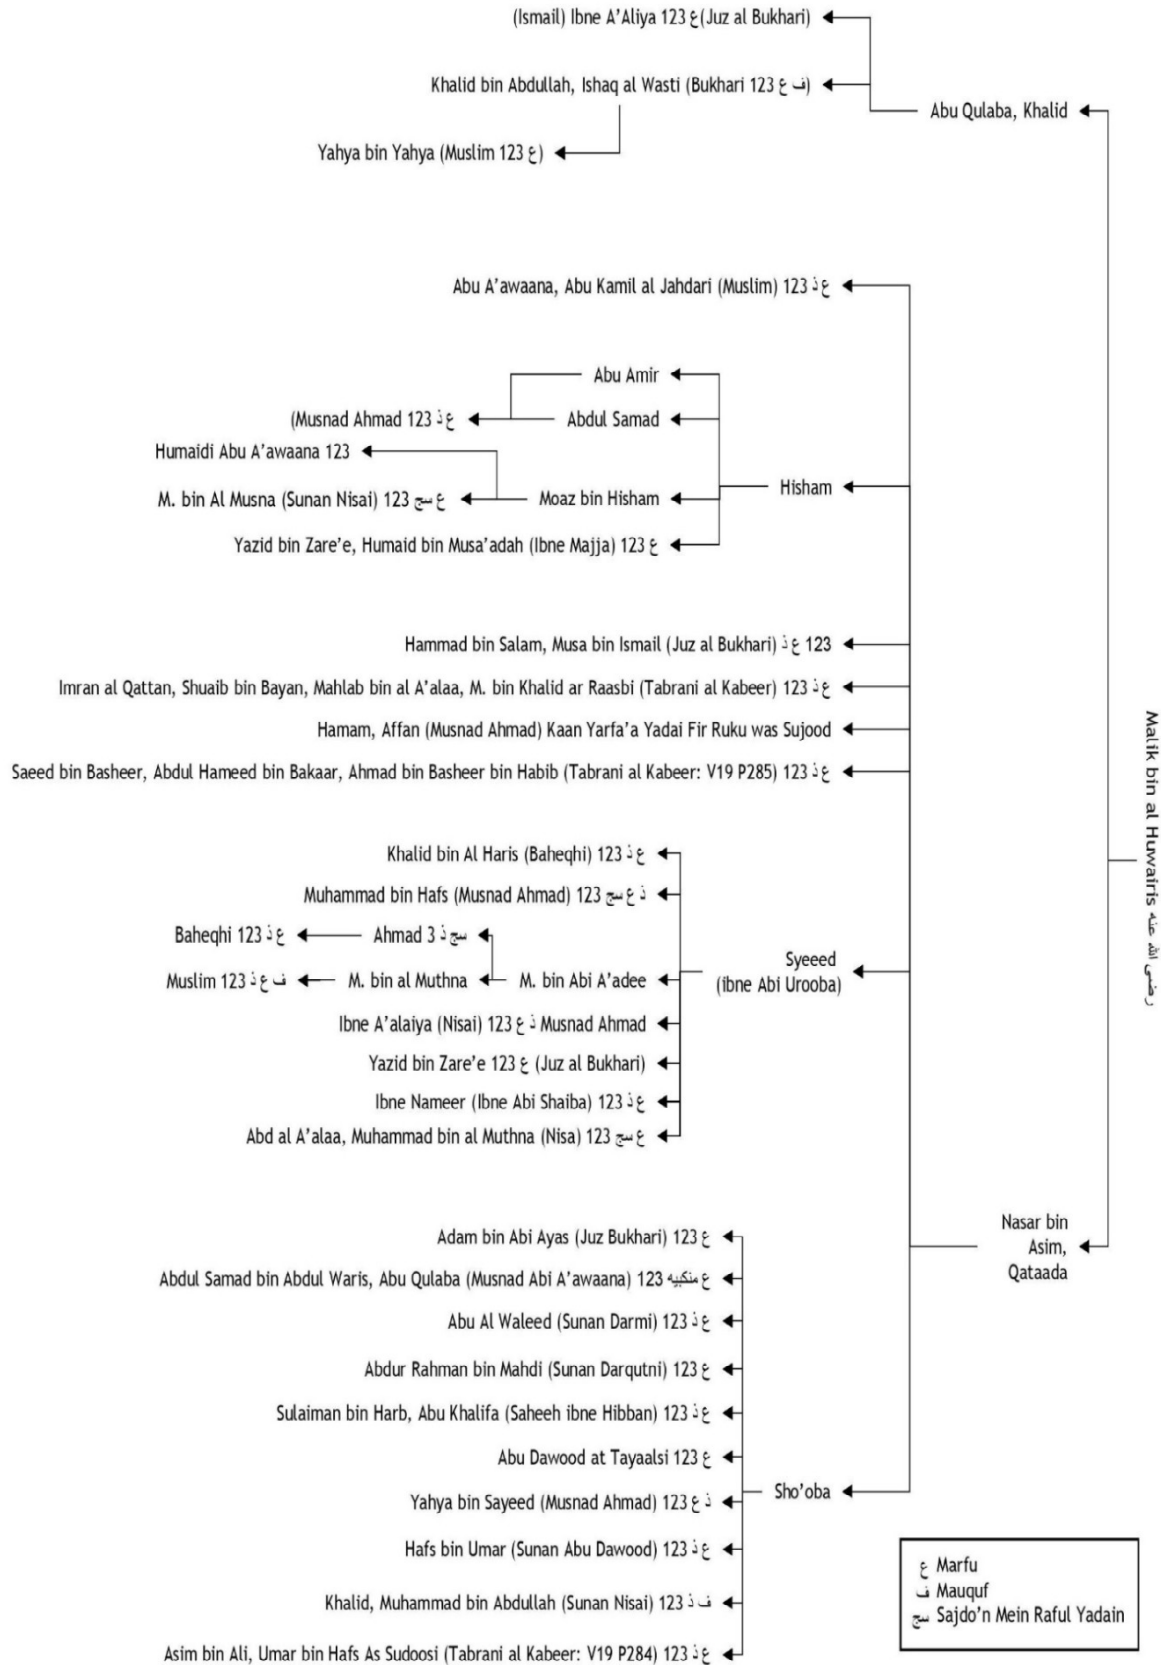 (Ismail) Ibne A'Aliya 123 ع (Juz al Bukhari)
Khalid bin Abdullah, Ishaq al Wasti (Bukhari 123 ف ع)
Abu Qulaba, Khalid
Yahya bin Yahya (Muslim 123 ع)
Abu A'awaana, Abu Kamil al Jahdari (Muslim) 123 ع ذ
Abu Amir
(Musnad Ahmad 123 ع ذ
Abdul Samad
Humaidi Abu A'awaana 123
Hisham
M. bin Al Musna (Sunan Nisai) 123 ع سج
Moaz bin Hisham
Yazid bin Zare'e, Humaid bin Musa'adah (Ibne Majja) 123 ع
Hammad bin Salam, Musa bin Ismail (Juz al Bukhari) ع ذ 123
Imran al Qattan, Shuaib bin Bayan, Mahlab bin al A'alaa, M. bin Khalid ar Raasbi (Tabrani al Kabeer) 123 ع ذ
Hamam, Affan (Musnad Ahmad) Kaan Yarfa'a Yadai Fir Ruku was Sujood
Saeed bin Basheer, Abdul Hameed bin Bakaar, Ahmad bin Basheer bin Habib (Tabrani al Kabeer: V19 P285) 123 ع ذ
Malik bin al Huwairis رضي الله عنه
Khalid bin Al Haris (Baheqhi) 123 ع ذ
Muhammad bin Hafs (Musnad Ahmad) 123 ذ ع سج
Baheqhi 123 ع ذ
Ahmad 3 سج ذ
Syeeed
(ibne Abi Urooba)
Muslim 123 ف ع ذ
M. bin al Muthna
M. bin Abi A'adee
Ibne A'alaiya (Nisai) 123 ذ ع Musnad Ahmad
Yazid bin Zare'e 123 ع (Juz al Bukhari)
Ibne Nameer (Ibne Abi Shaiba) 123 ع ذ
Abd al A'alaa, Muhammad bin al Muthna (Nisa) 123 ع سج
Nasar bin
Asim,
Qataada
Adam bin Abi Ayas (Juz Bukhari) 123 ع
Abdul Samad bin Abdul Waris, Abu Qulaba (Musnad Abi A'awaana) 123 ع منكبيه
Abu Al Waleed (Sunan Darmi) 123 ع ذ
Abdur Rahman bin Mahdi (Sunan Darqutni) 123 ع
Sulaiman bin Harb, Abu Khalifa (Saheeh ibne Hibban) 123 ع ذ
Abu Dawood at Tayaalsi 123 ع
Sho'oba
Yahya bin Sayeed (Musnad Ahmad) 123 ذ ع
Hafs bin Umar (Sunan Abu Dawood) 123 ع ذ
Khalid, Muhammad bin Abdullah (Sunan Nisai) 123 ف ذ
Asim bin Ali, Umar bin Hafs As Sudoosi (Tabrani al Kabeer: V19 P284) 123 ع ذ
ع Marfu
ف Mauquf
سج Sajdo'n Mein Raful Yadain